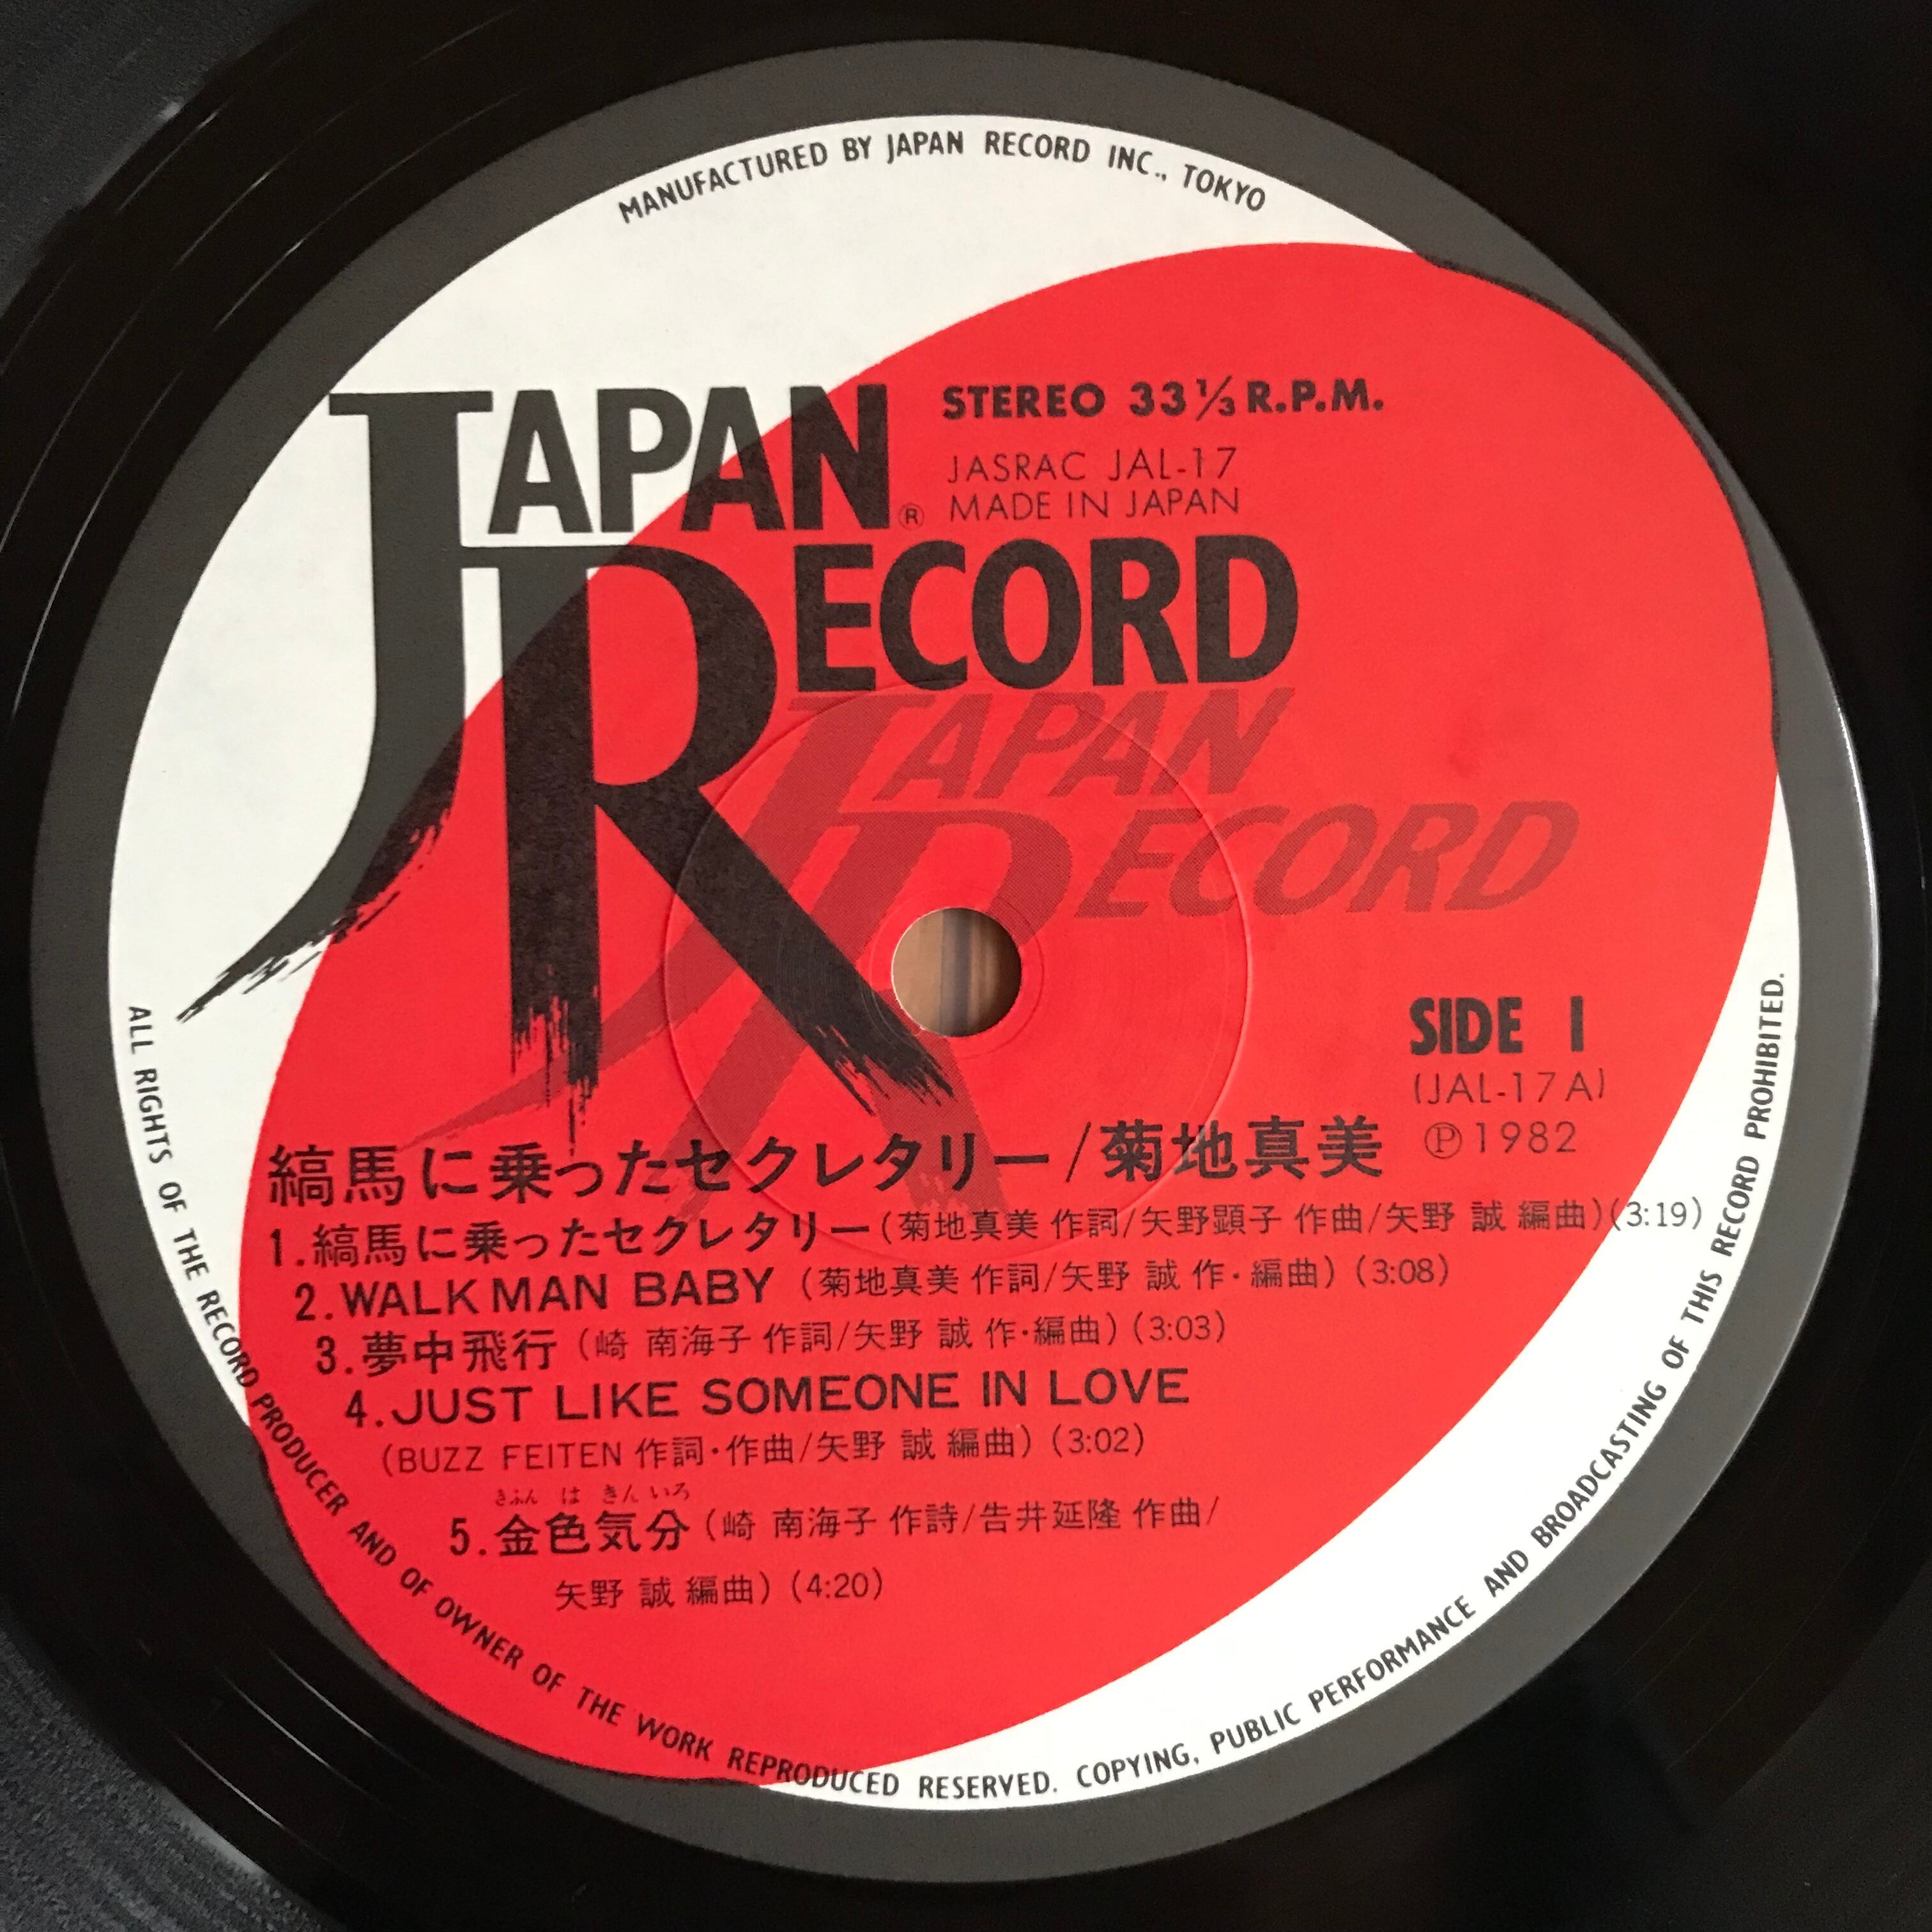 MANUFACTURED BY JAPAN RECORD INC., TOKYO
JAPAN
®
RECORD
STEREO 33⅓ R.P.M.
JASRAC JAL-17
MADE IN JAPAN
JAPAN
RECORD
SIDE 1
(JAL-17A)
℗1982
縞馬に乗ったセクレタリー/菊地真美
1.縞馬に乗ったセクレタリー(菊地真美 作詞/矢野顕子 作曲/矢野 誠 編曲)(3:19)
2.WALK MAN BABY (菊地真美 作詞/矢野 誠 作・編曲)(3:08)
3.夢中飛行 (崎 南海子 作詞/矢野 誠 作・編曲)(3:03)
4.JUST LIKE SOMEONE IN LOVE
(BUZZ FEITEN 作詞・作曲/矢野 誠 編曲)(3:02)
きぶん は きん いろ
5.金色気分 (崎 南海子 作詩/告井延隆 作曲/
矢野 誠 編曲)(4:20)
ALL RIGHTS OF THE RECORD PRODUCER AND OF OWNER OF THE WORK REPRODUCED RESERVED. COPYING, PUBLIC PERFORMANCE AND BROADCASTING OF THIS RECORD PROHIBITED.